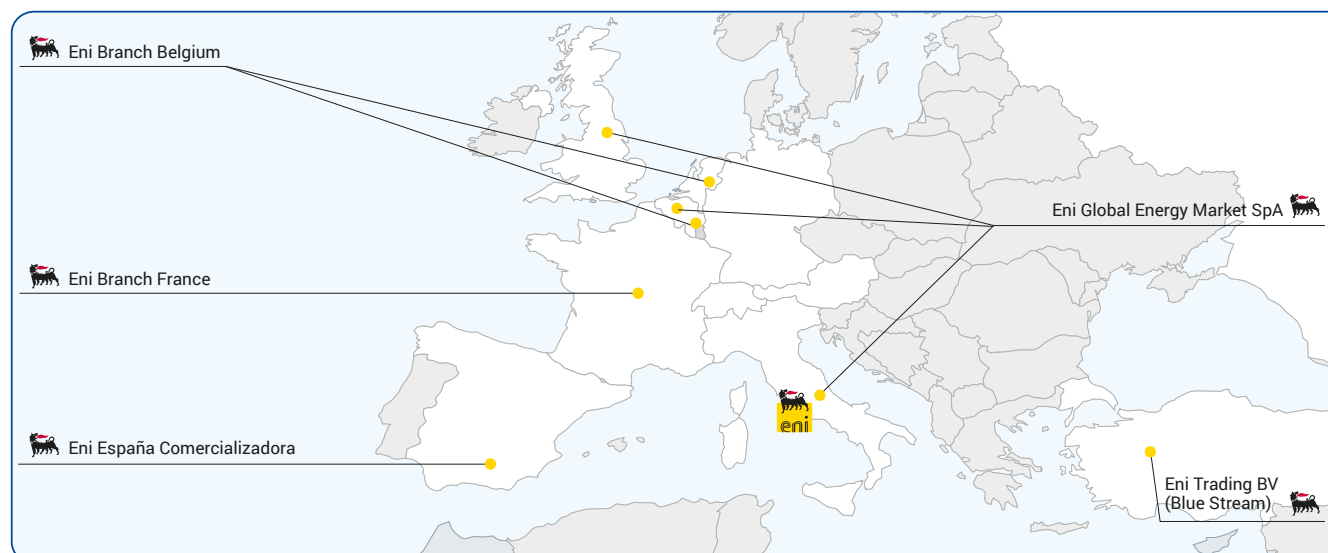 Eni Branch Belgium
Eni Global Energy Market SpA
Eni Branch France
eni
Eni España Comercializadora
Eni Trading BV
(Blue Stream)